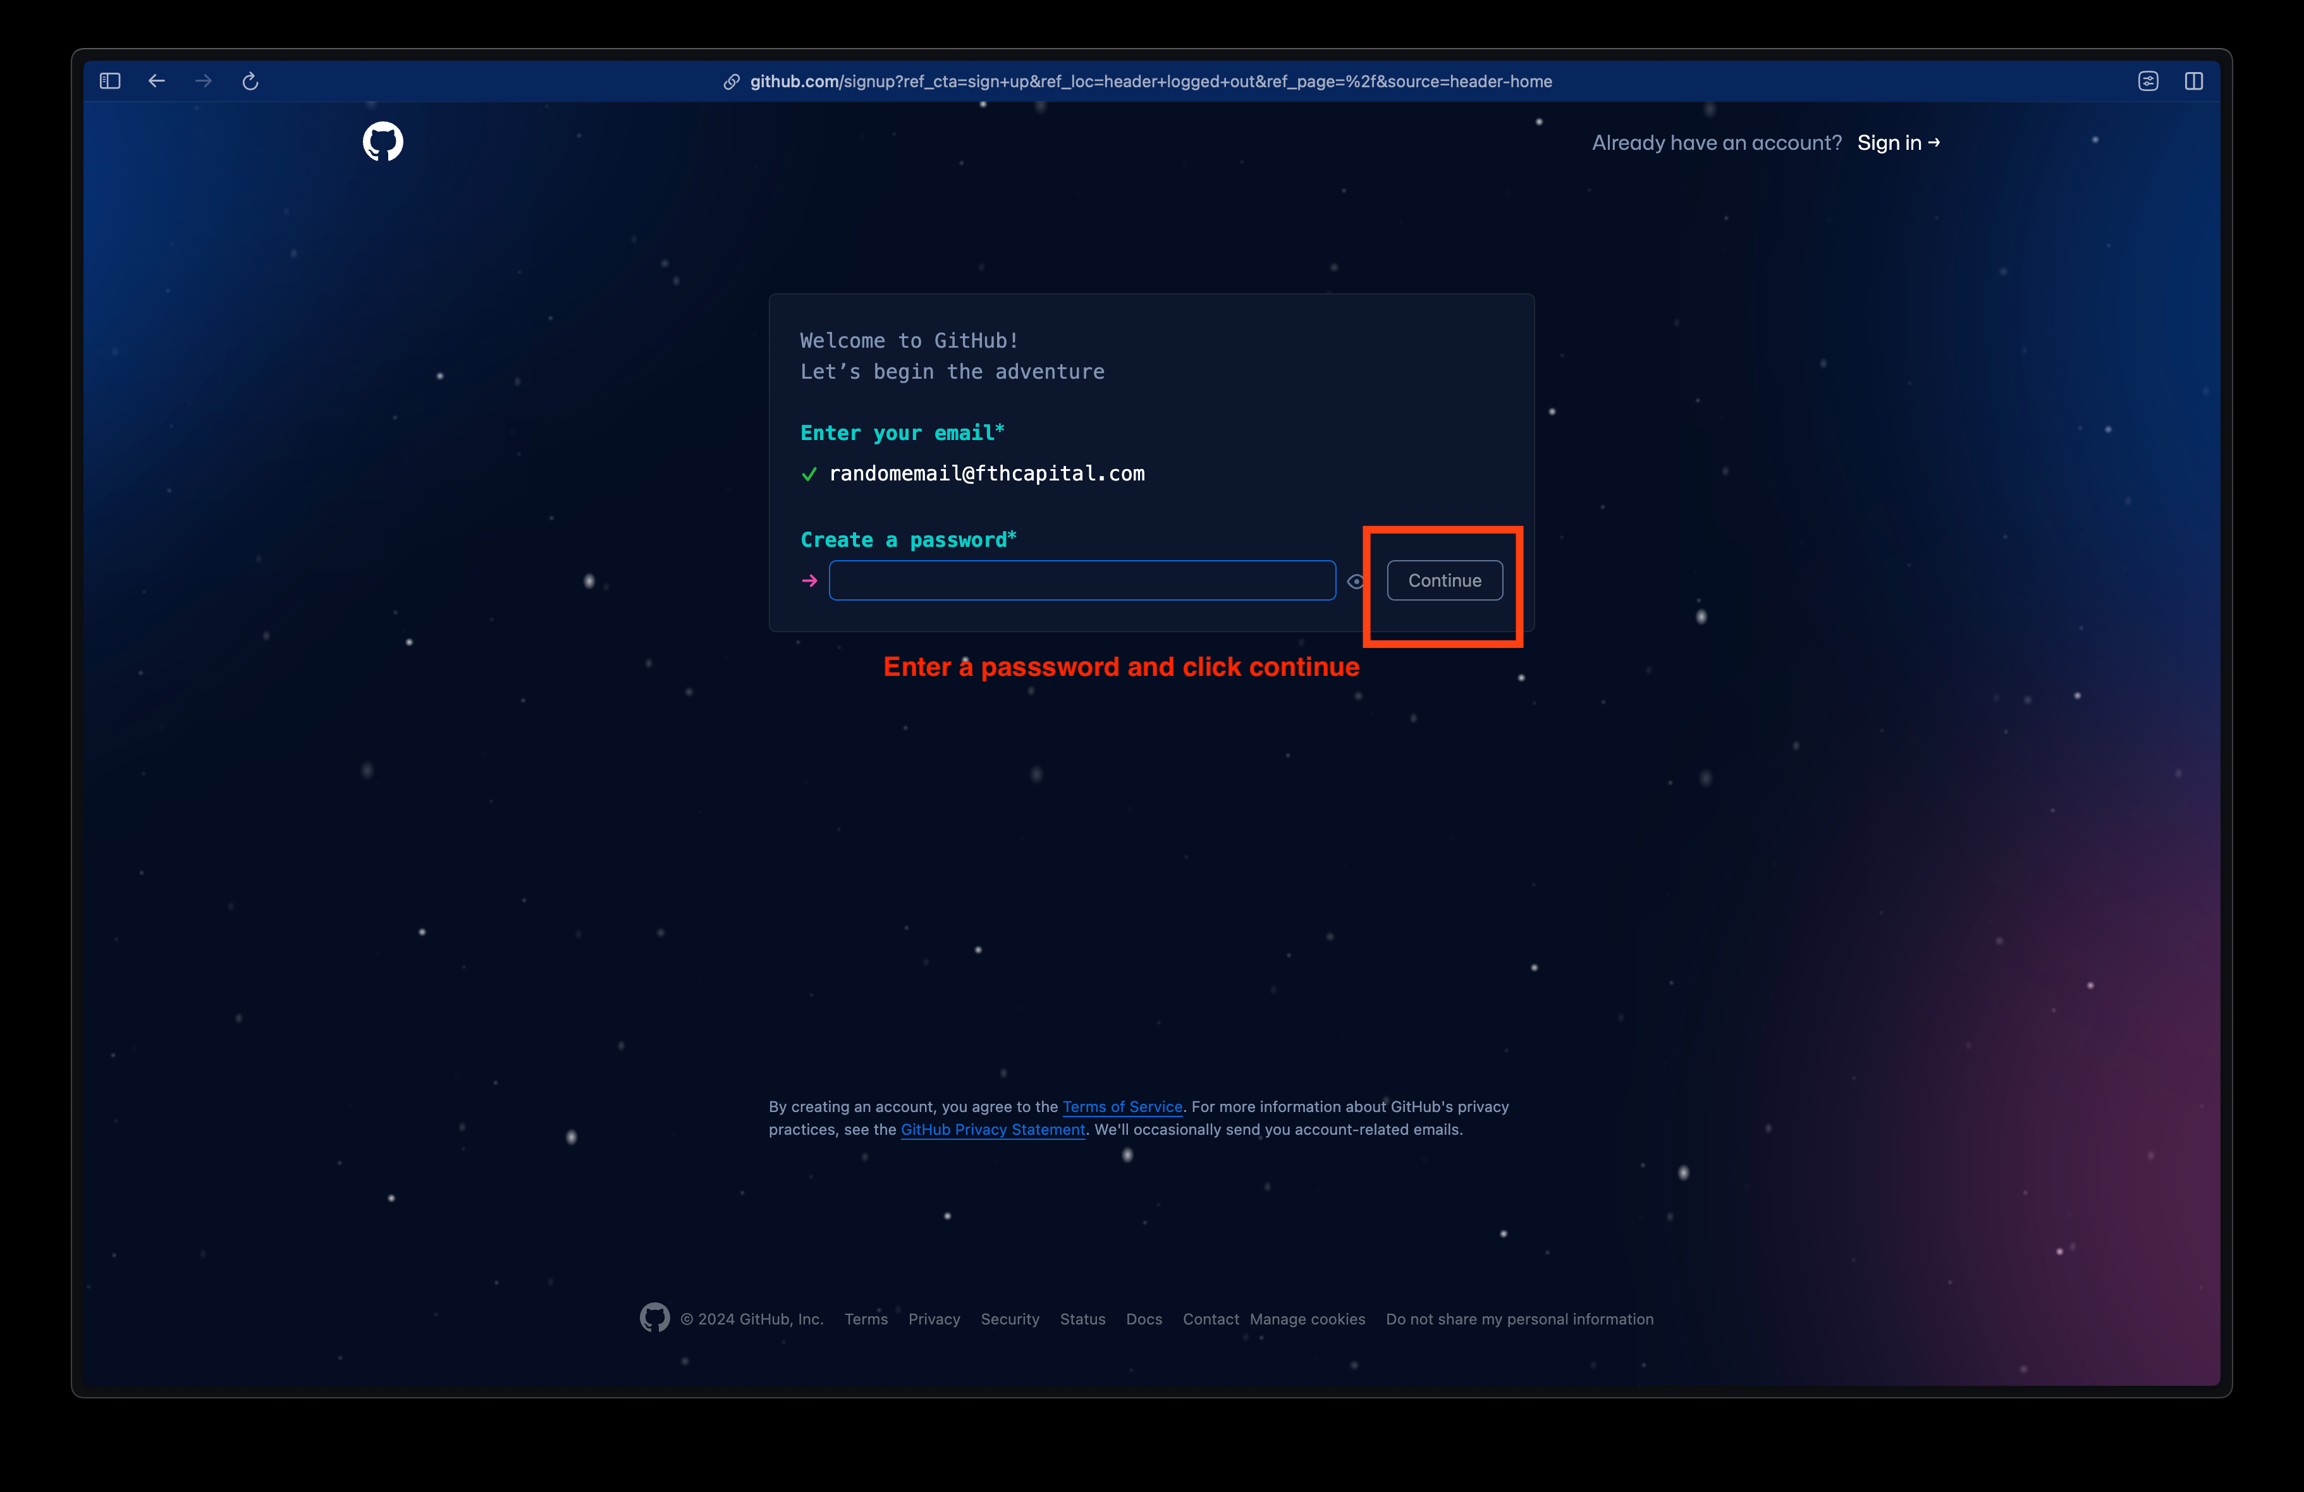 github.com/signup?ref_cta=sign+up&ref_loc=header+logged+out&ref_page=%2f&source=header-home
Already have an account? Sign in →
Welcome to GitHub!
Let’s begin the adventure
Enter your email*
✓ randomemail@fthcapital.com
Create a password*
→ Continue
Enter a passsword and click continue
By creating an account, you agree to the Terms of Service. For more information about GitHub's privacy
practices, see the GitHub Privacy Statement. We'll occasionally send you account-related emails.
© 2024 GitHub, Inc. Terms Privacy Security Status Docs Contact Manage cookies Do not share my personal information